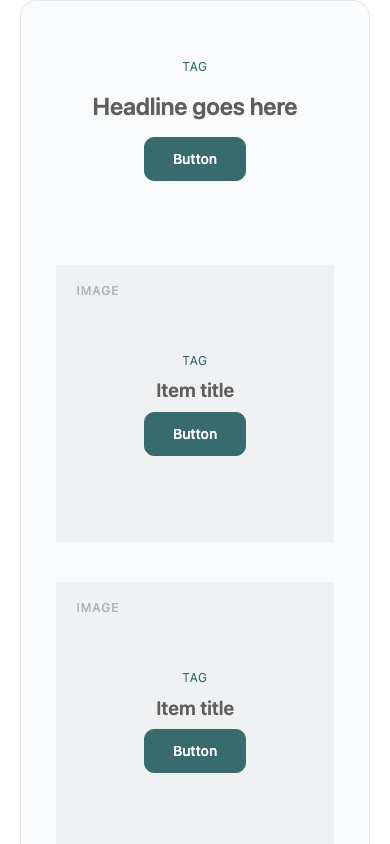 TAG
Headline goes here
Button
IMAGE
TAG
Item title
Button
IMAGE
TAG
Item title
Button